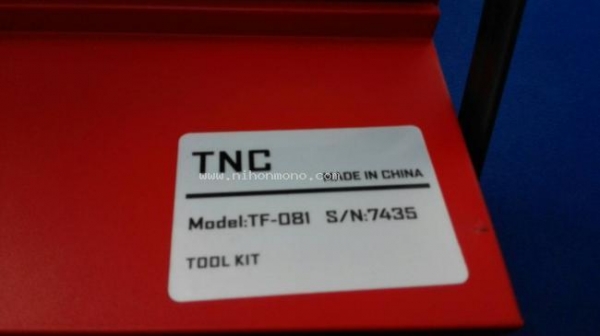 TNC
www.nihonmono.com
MADE IN CHINA
Model:TF-081 S/N:7435
TOOL KIT